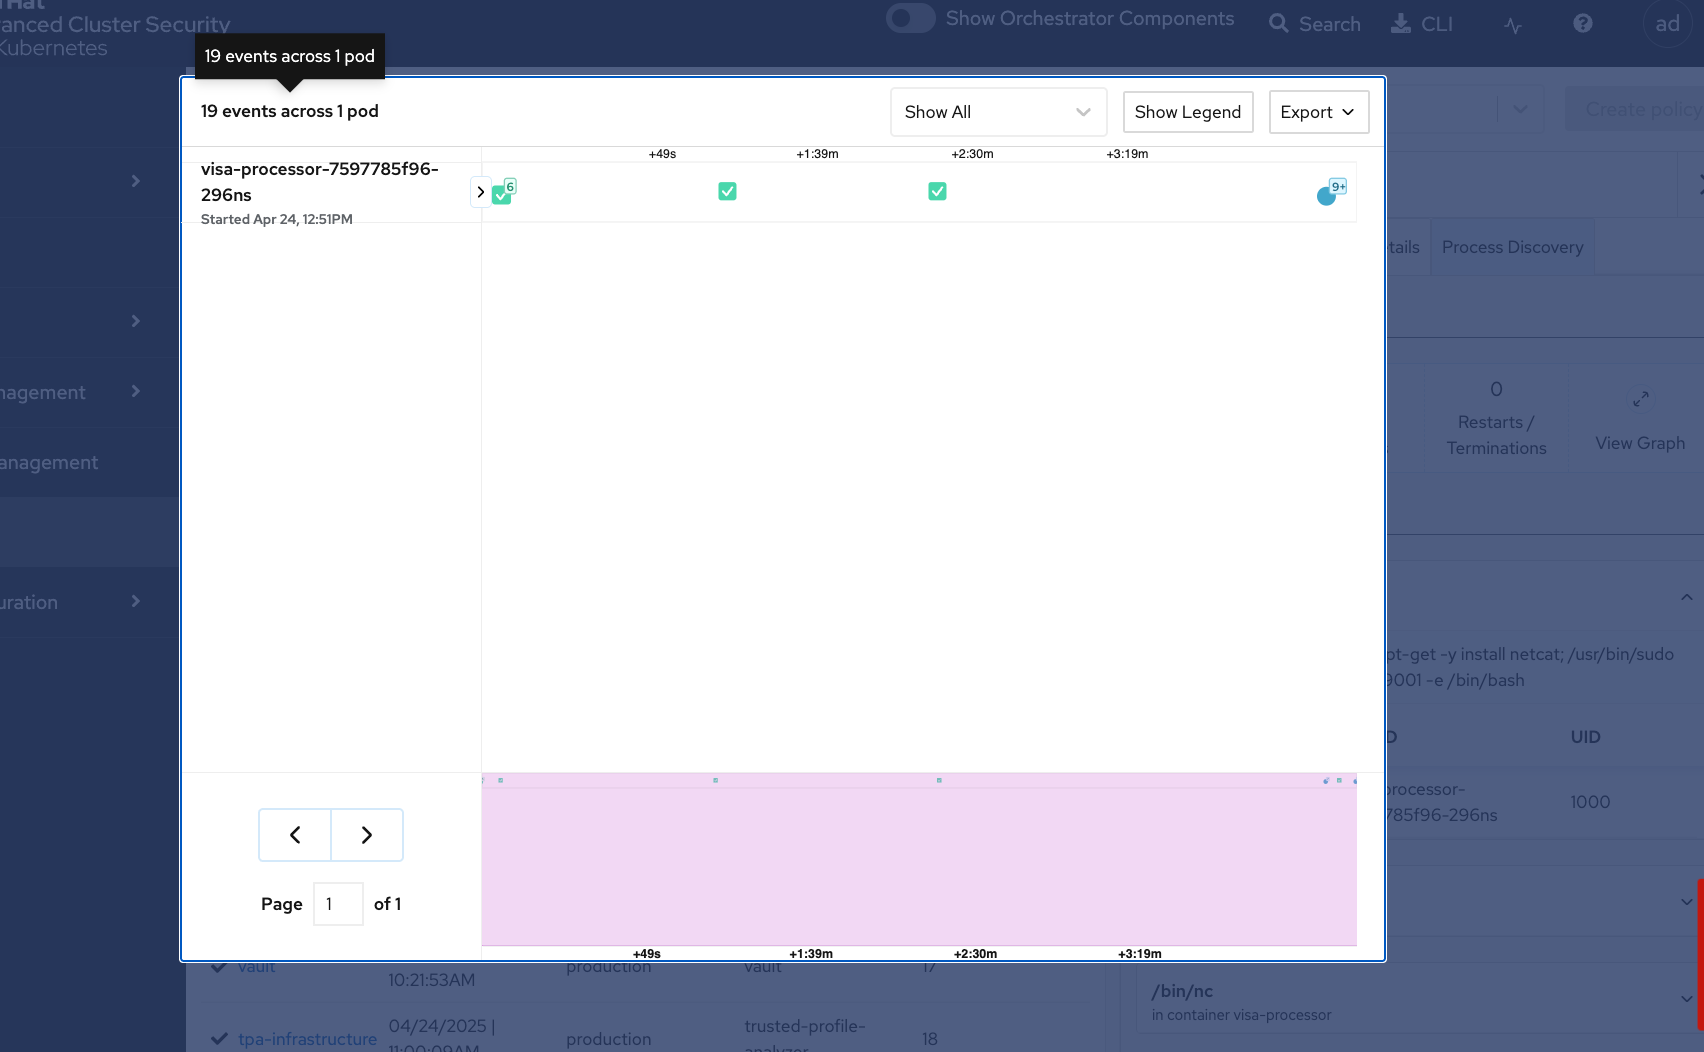 Hat
anced Cluster Security
Kubernetes
Show Orchestrator Components
Search
CLI
ad
19 events across 1 pod
19 events across 1 pod
Show All
Show Legend
Export
Create policy
+49s
+1:39m
+2:30m
+3:19m
visa-processor-7597785f96-
296ns
Started Apr 24, 12:51PM
6
9+
tails
Process Discovery
nagement
anagement
uration
0
Restarts /
Terminations
View Graph
pt-get -y install netcat; /usr/bin/sudo
9001 -e /bin/bash
D
UID
processor-
785f96-296ns
1000
Page
1
of 1
+49s
+1:39m
+2:30m
+3:19m
vault
10:21:53AM
production
vault
17
/bin/nc
in container visa-processor
tpa-infrastructure
04/24/2025 |
11:00:09AM
production
trusted-profile-
analyzer
18